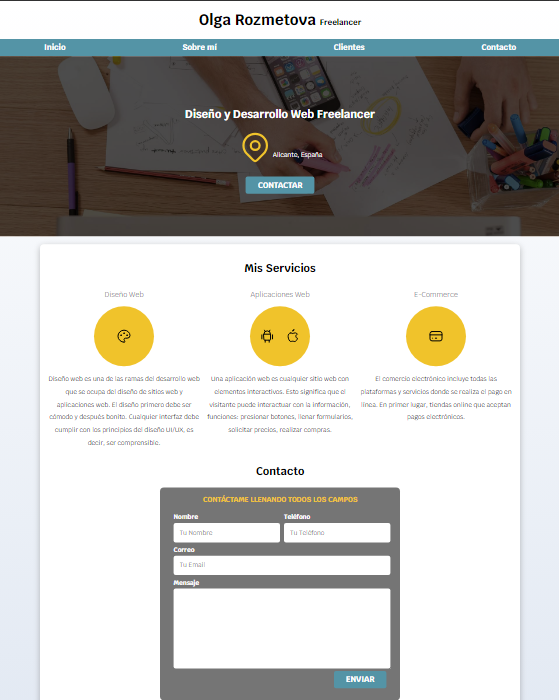 Olga Rozmetova Freelancer
Inicio Sobre mí Clientes Contacto
Diseño y Desarrollo Web Freelancer
Alicante, España
CONTACTAR
Mis Servicios
Diseño Web
Diseño web es una de las ramas del desarrollo web
que se ocupa del diseño de sitios web y
aplicaciones web. El diseño primero debe ser
cómodo y después bonito. Cualquier interfaz debe
cumplir con los principios del diseño UI/UX, es
decir, ser comprensible.
Aplicaciones Web
Una aplicación web es cualquier sitio web con
elementos interactivos. Esto significa que el
visitante puede interactuar con la información,
funciones: presionar botones, llenar formularios,
solicitar precios, realizar compras.
E-Commerce
El comercio electrónico incluye todas las
plataformas y servicios donde se realiza el pago en
línea. En primer lugar, tiendas online que aceptan
pagos electrónicos.
Contacto
CONTÁCTAME LLENANDO TODOS LOS CAMPOS
Nombre Teléfono
Tu Nombre Tu Teléfono
Correo
Tu Email
Mensaje
ENVIAR